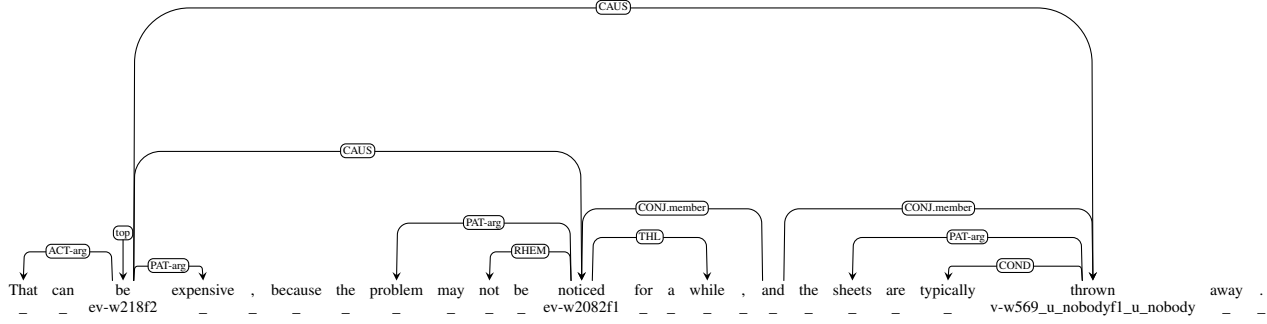 CAUS
CAUS
CONJ.member CONJ.member
PAT-arg
top THL PAT-arg
ACT-arg RHEM
PAT-arg COND
That can be expensive , because the problem may not be noticed for a while , and the sheets are typically thrown away .
_ _ ev-w218f2 _ _ _ _ _ _ _ _ ev-w2082f1 _ _ _ _ _ _ _ _ _ v-w569_u_nobodyf1_u_nobody _ _